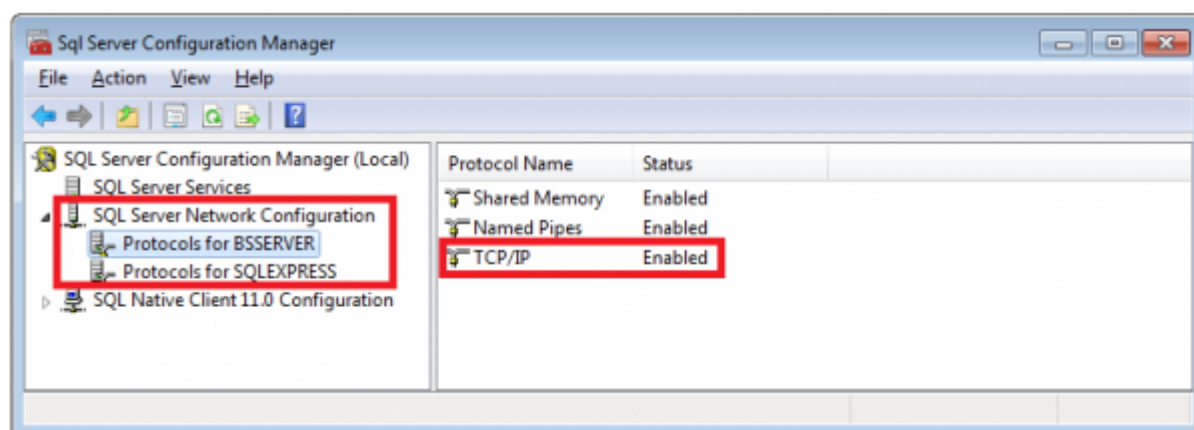 Sql Server Configuration Manager
File Action View Help
SQL Server Configuration Manager (Local)
SQL Server Services
SQL Server Network Configuration
Protocols for BSSERVER
Protocols for SQLEXPRESS
SQL Native Client 11.0 Configuration
Protocol Name Status
Shared Memory Enabled
Named Pipes Enabled
TCP/IP Enabled